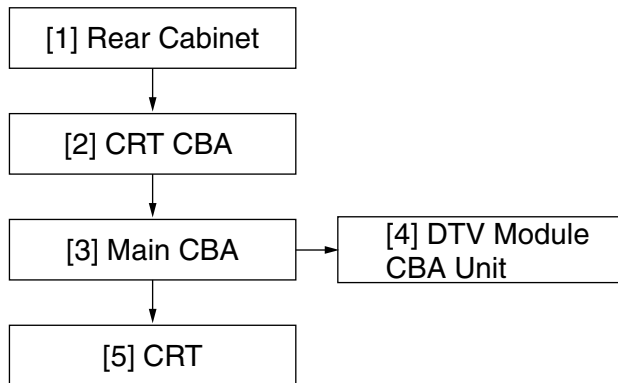 [1] Rear Cabinet
[2] CRT CBA
[3] Main CBA
[4] DTV Module
CBA Unit
[5] CRT